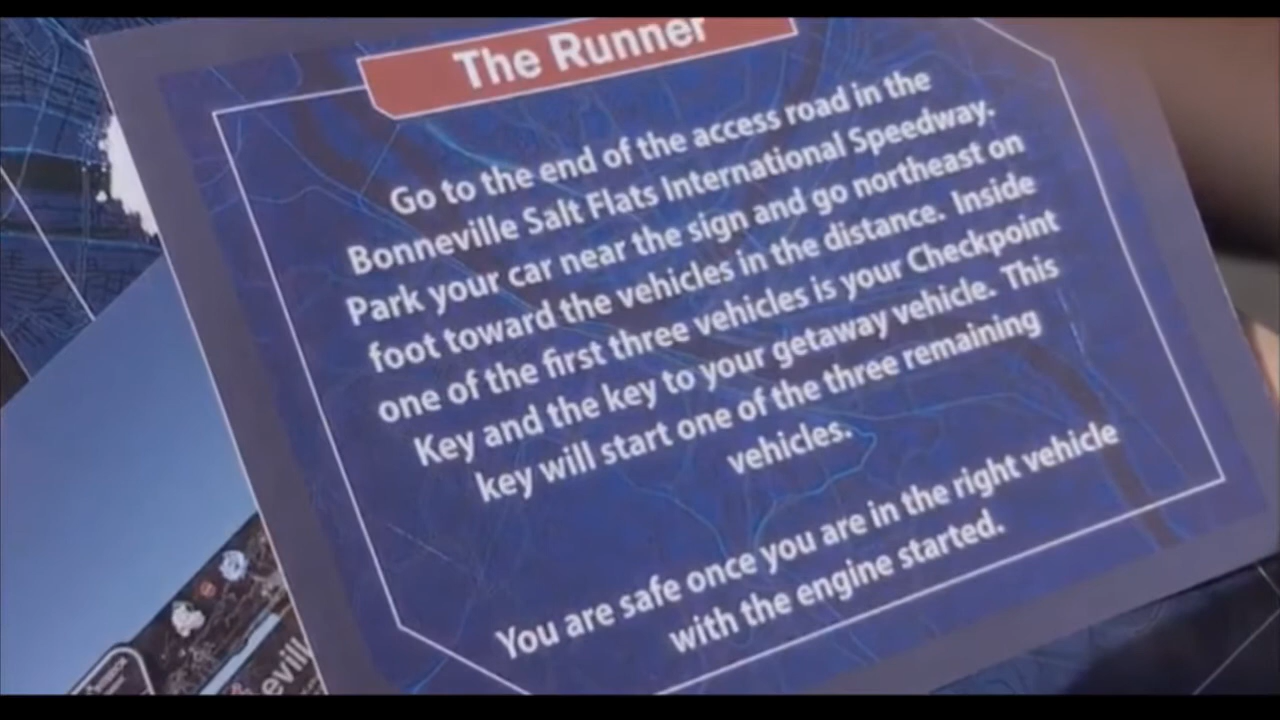 The Runner
Go to the end of the access road in the
Bonneville Salt Flats International Speedway.
Park your car near the sign and go northeast on
foot toward the vehicles in the distance. Inside
one of the first three vehicles is your Checkpoint
Key and the key to your getaway vehicle. This
key will start one of the three remaining
vehicles.
You are safe once you are in the right vehicle
with the engine started.
evill